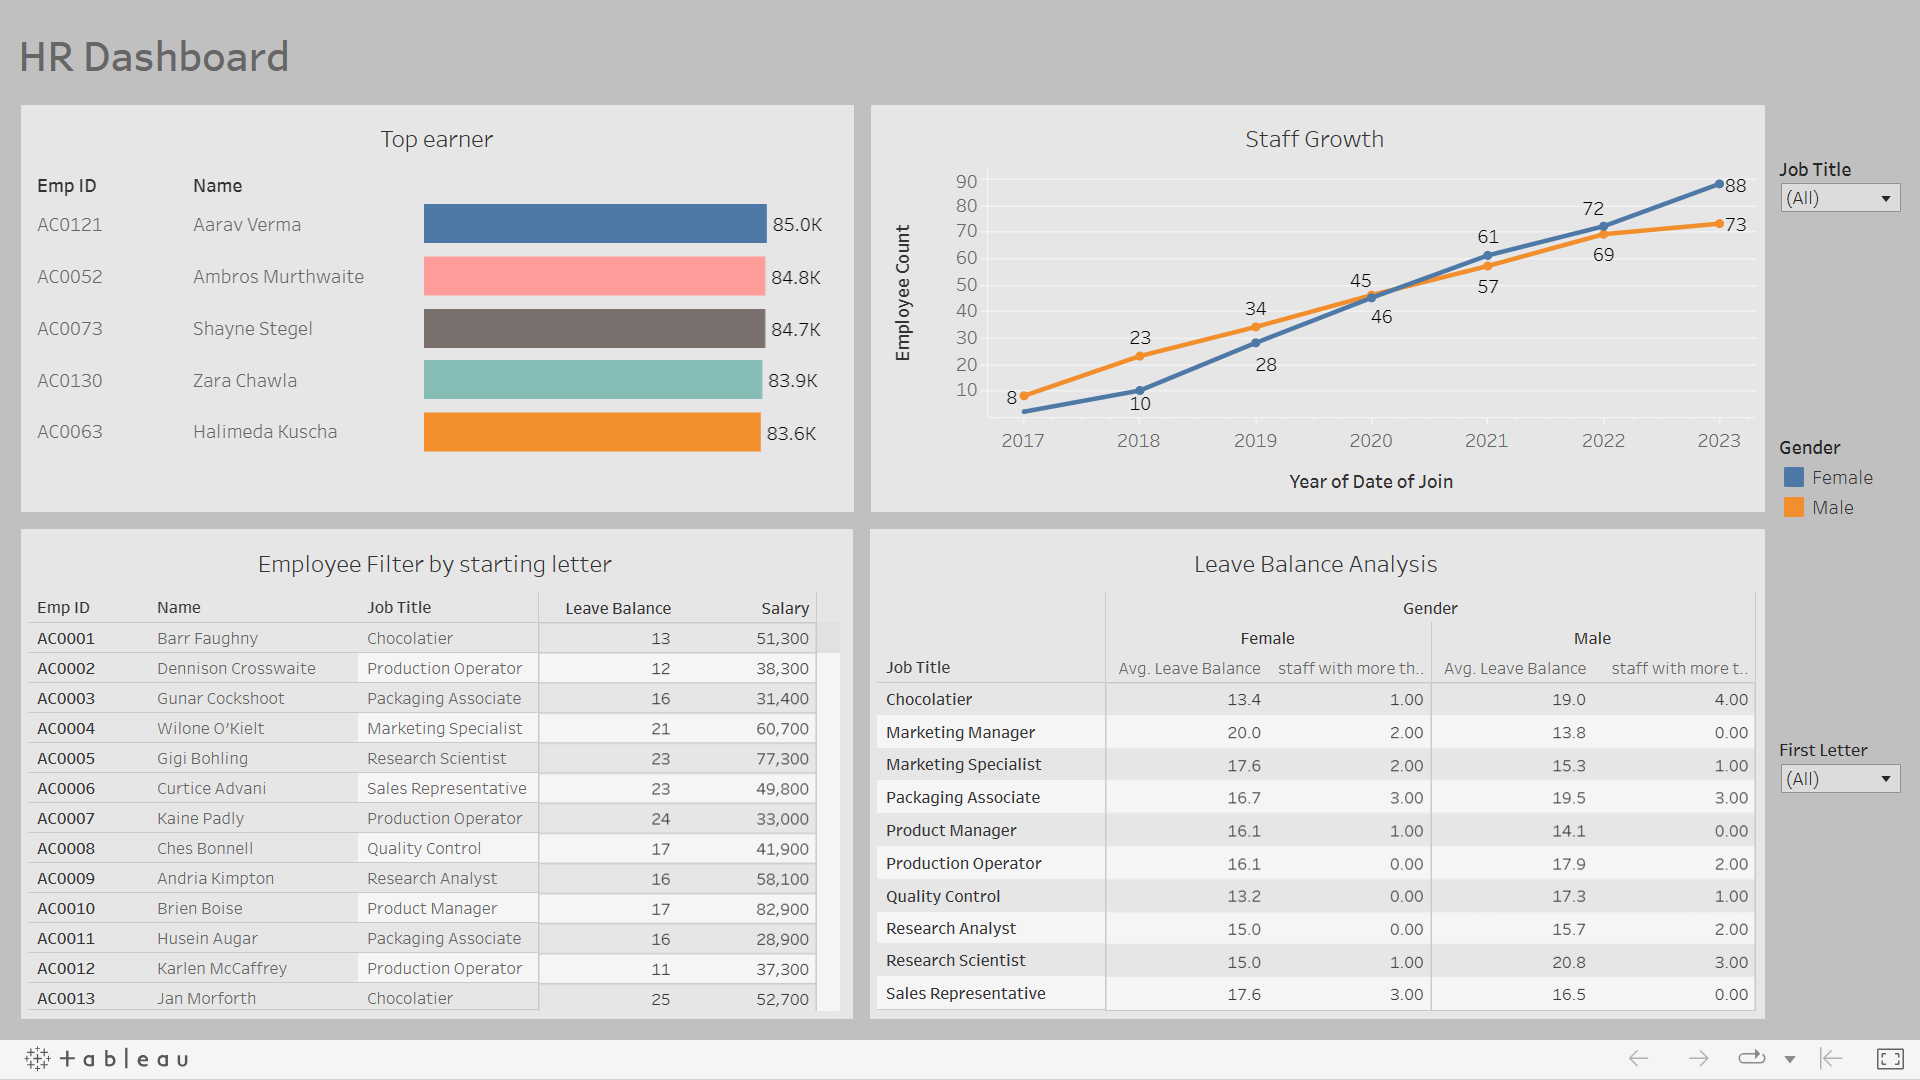 HR Dashboard
Top earner
Emp ID Name
AC0121 Aarav Verma 85.0K
AC0052 Ambros Murthwaite 84.8K
AC0073 Shayne Stegel 84.7K
AC0130 Zara Chawla 83.9K
AC0063 Halimeda Kuscha 83.6K
Staff Growth
Employee Count
90
80
70
60
50
40
30
20
10
8
23
10
34
28
45
46
61
57
72
69
88
73
2017 2018 2019 2020 2021 2022 2023
Year of Date of Join
Job Title
(All)
Gender
Female
Male
First Letter
(All)
Employee Filter by starting letter
Emp ID Name Job Title Leave Balance Salary
AC0001 Barr Faughny Chocolatier 13 51,300
AC0002 Dennison Crosswaite Production Operator 12 38,300
AC0003 Gunar Cockshoot Packaging Associate 16 31,400
AC0004 Wilone O'Kielt Marketing Specialist 21 60,700
AC0005 Gigi Bohling Research Scientist 23 77,300
AC0006 Curtice Advani Sales Representative 23 49,800
AC0007 Kaine Padly Production Operator 24 33,000
AC0008 Ches Bonnell Quality Control 17 41,900
AC0009 Andria Kimpton Research Analyst 16 58,100
AC0010 Brien Boise Product Manager 17 82,900
AC0011 Husein Augar Packaging Associate 16 28,900
AC0012 Karlen McCaffrey Production Operator 11 37,300
AC0013 Jan Morforth Chocolatier 25 52,700
Leave Balance Analysis
Gender
Female Male
Job Title Avg. Leave Balance staff with more th.. Avg. Leave Balance staff with more t..
Chocolatier 13.4 1.00 19.0 4.00
Marketing Manager 20.0 2.00 13.8 0.00
Marketing Specialist 17.6 2.00 15.3 1.00
Packaging Associate 16.7 3.00 19.5 3.00
Product Manager 16.1 1.00 14.1 0.00
Production Operator 16.1 0.00 17.9 2.00
Quality Control 13.2 0.00 17.3 1.00
Research Analyst 15.0 0.00 15.7 2.00
Research Scientist 15.0 1.00 20.8 3.00
Sales Representative 17.6 3.00 16.5 0.00
+ableau